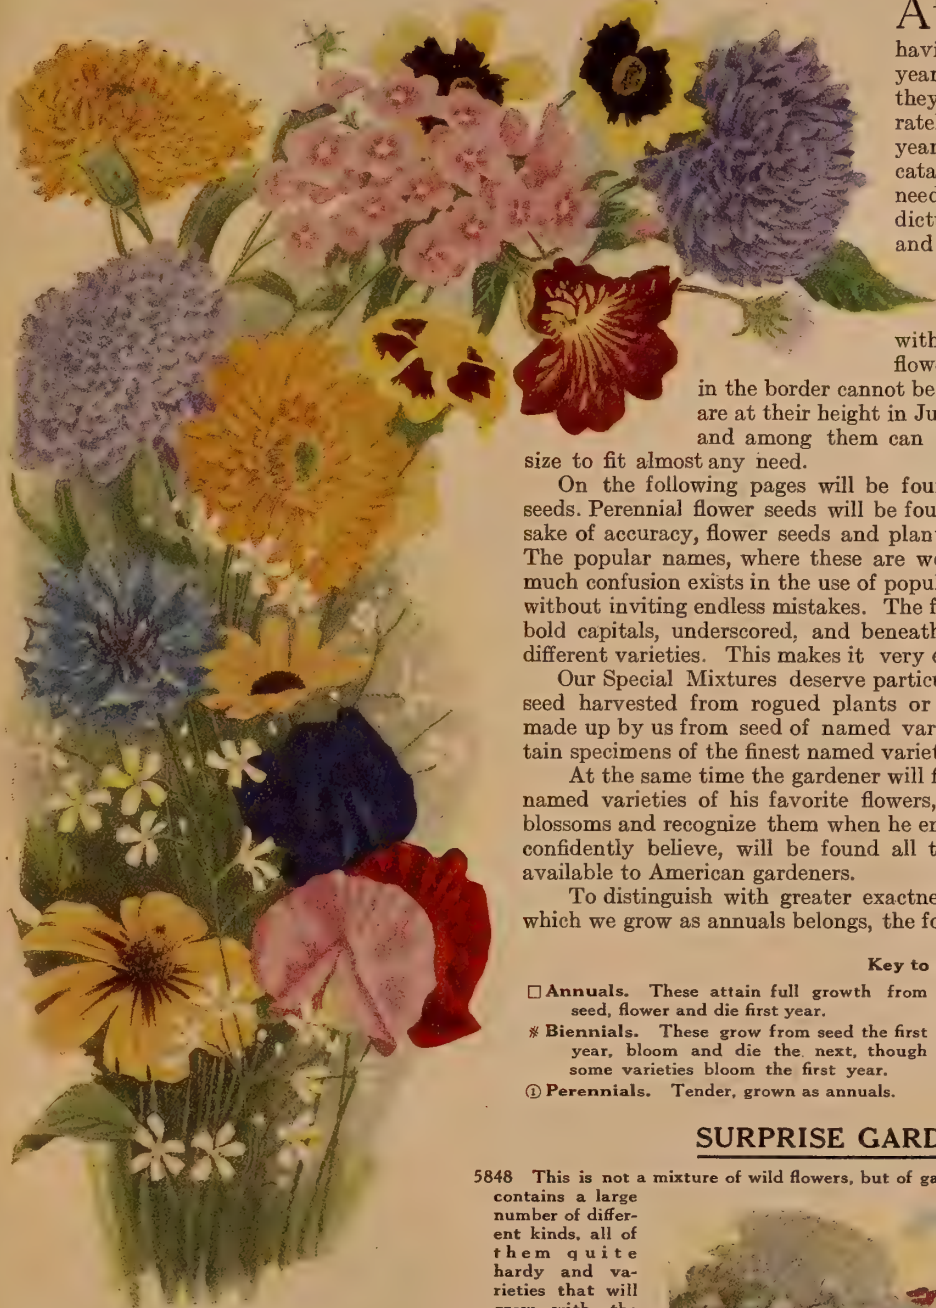 A
havi
year
they
rate
year
cata
need
dict
and
with
flow
in the border cannot be
are at their height in Ju
and among them can
size to fit almost any need.
On the following pages will be fou
seeds. Perennial flower seeds will be fou
sake of accuracy, flower seeds and plan
The popular names, where these are w
much confusion exists in the use of popu
without inviting endless mistakes. The f
bold capitals, underscored, and beneath
different varieties. This makes it very e
Our Special Mixtures deserve particu
seed harvested from rogued plants or
made up by us from seed of named var
tain specimens of the finest named variet
At the same time the gardener will f
named varieties of his favorite flowers,
blossoms and recognize them when he en
confidently believe, will be found all t
available to American gardeners.
To distinguish with greater exactne
which we grow as annuals belongs, the fo
Key to
□ Annuals. These attain full growth from
seed, flower and die first year.
※ Biennials. These grow from seed the first
year, bloom and die the next, though
some varieties bloom the first year.
① Perennials. Tender, grown as annuals.
SURPRISE GARD
5848 This is not a mixture of wild flowers, but of ga
contains a large
number of differ-
ent kinds, all of
them quite
hardy and va-
rieties that will
grow with the